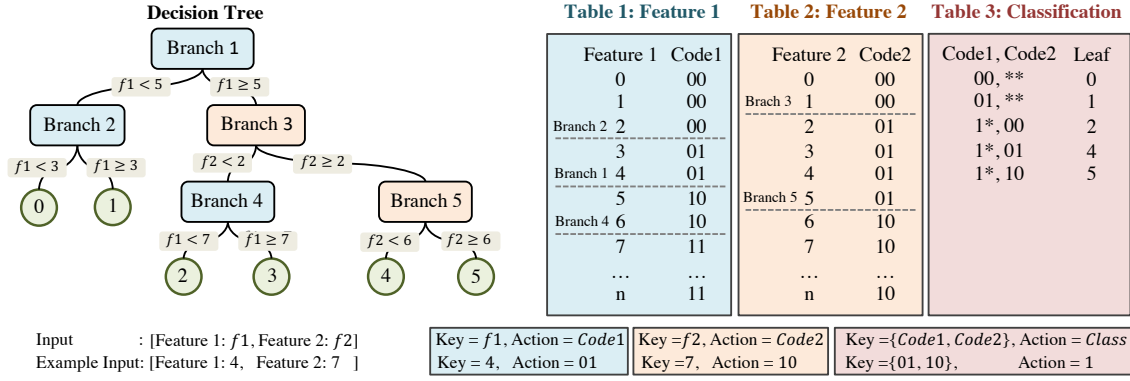 Decision Tree
Branch 1
f1 < 5
f1 ≥ 5
Branch 2
Branch 3
f1 < 3
f1 ≥ 3
f2 < 2
f2 ≥ 2
0
1
Branch 4
Branch 5
f1 < 7
f1 ≥ 7
f2 < 6
f2 ≥ 6
2
3
4
5
Input : [Feature 1: f1, Feature 2: f2]
Example Input: [Feature 1: 4, Feature 2: 7 ]
Table 1: Feature 1
Feature 1 Code1
0 00
1 00
Branch 2 2 00
3 01
Branch 1 4 01
5 10
Branch 4 6 10
7 11
... ...
n 11
Key = f1, Action = Code1
Key = 4, Action = 01
Table 2: Feature 2
Feature 2 Code2
0 00
Brach 3 1 00
2 01
3 01
4 01
Branch 5 5 01
6 10
7 10
... ...
n 10
Key =f2, Action = Code2
Key =7, Action = 10
Table 3: Classification
Code1, Code2 Leaf
00, ** 0
01, ** 1
1*, 00 2
1*, 01 4
1*, 10 5
Key ={Code1, Code2}, Action = Class
Key ={01, 10}, Action = 1